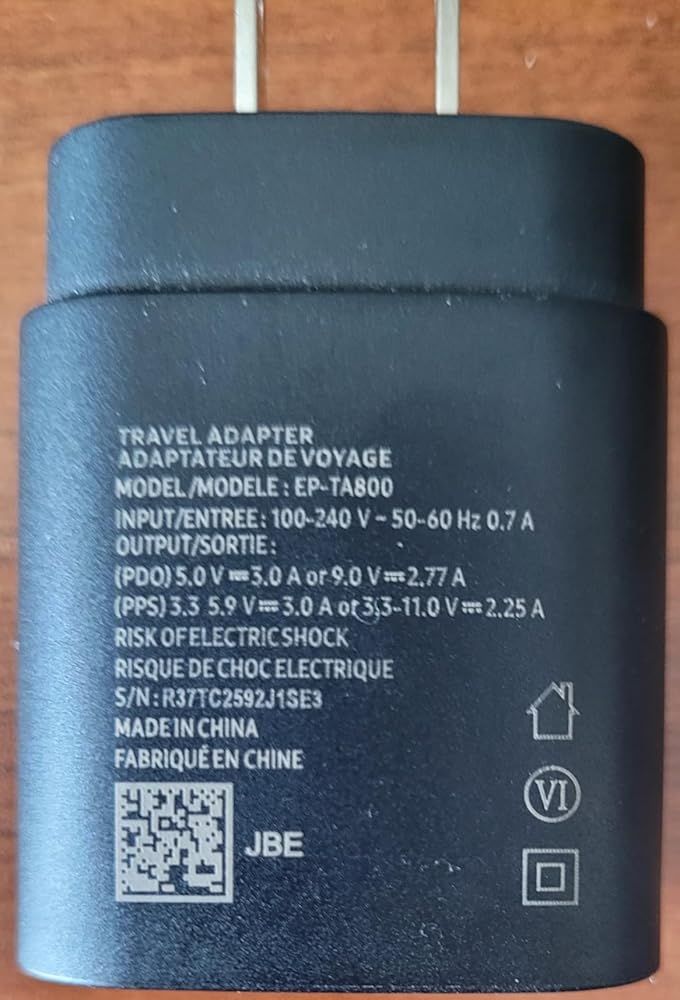 TRAVEL ADAPTER
ADAPTATEUR DE VOYAGE
MODEL/MODELE : EP-TA800
INPUT/ENTREE : 100-240 V ~ 50-60 Hz 0.7 A
OUTPUT/SORTIE :
(PDO) 5.0 V ⎓ 3.0 A or 9.0 V ⎓ 2.77 A
(PPS) 3.3 5.9 V ⎓ 3.0 A or 3.3-11.0 V ⎓ 2.25 A
RISK OF ELECTRIC SHOCK
RISQUE DE CHOC ELECTRIQUE
S/N : R37TC2592J1SE3
MADE IN CHINA
FABRIQUÉ EN CHINE
VI
JBE